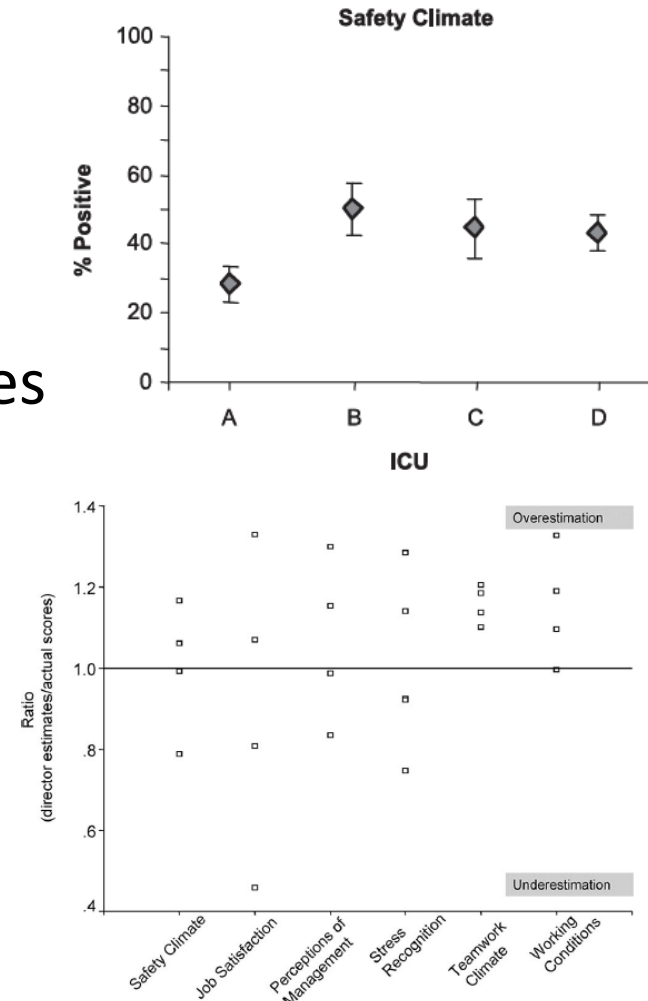 Safety Climate
100
80
60
40
20
0
% Positive
A B C D
ICU
es
1.4
1.2
1.0
.8
.6
.4
Ratio
(director estimates/actual scores)
Overestimation
Underestimation
Safety Climate
Job Satisfaction
Perceptions of
Management
Stress
Recognition
Teamwork
Climate
Working
Conditions